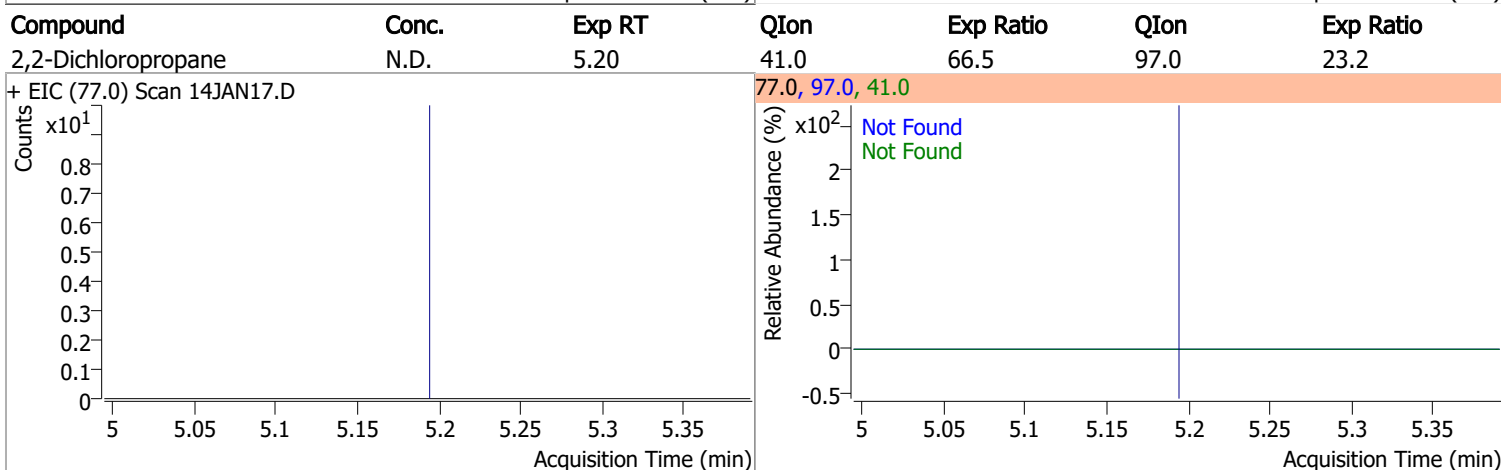 Compound Conc. Exp RT QIon Exp Ratio QIon Exp Ratio
2,2-Dichloropropane N.D. 5.20 41.0 66.5 97.0 23.2
+ EIC (77.0) Scan 14JAN17.D
Counts
x10^1
0.8
0.7
0.6
0.5
0.4
0.3
0.2
0.1
0
5 5.05 5.1 5.15 5.2 5.25 5.3 5.35
Acquisition Time (min)
77.0, 97.0, 41.0
Relative Abundance (%)
x10^2
Not Found
Not Found
2
1.5
1
0.5
0
-0.5
5 5.05 5.1 5.15 5.2 5.25 5.3 5.35
Acquisition Time (min)